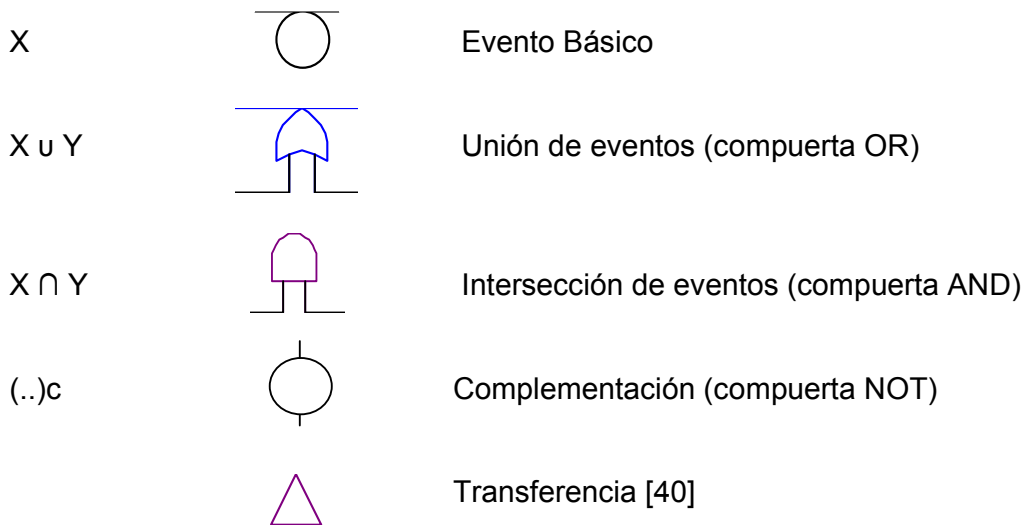 X Evento Básico
X u Y Unión de eventos (compuerta OR)
X ∩ Y Intersección de eventos (compuerta AND)
(..)c Complementación (compuerta NOT)
Transferencia [40]